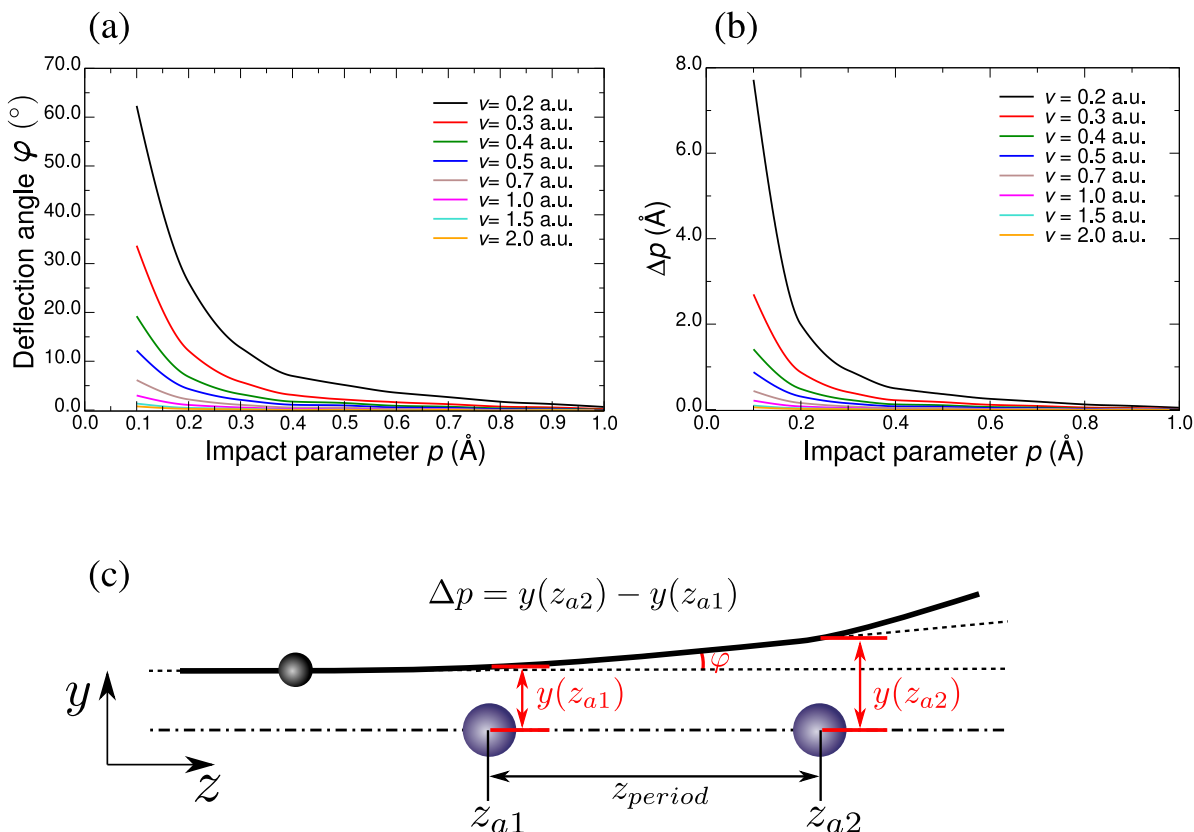 (a)
70.0
60.0
50.0
40.0
30.0
20.0
10.0
0.0
Deflection angle φ (°)
v= 0.2 a.u.
v= 0.3 a.u.
v= 0.4 a.u.
v= 0.5 a.u.
v= 0.7 a.u.
v= 1.0 a.u.
v= 1.5 a.u.
v= 2.0 a.u.
0.0 0.1 0.2 0.3 0.4 0.5 0.6 0.7 0.8 0.9 1.0
Impact parameter p (Å)
(b)
8.0
6.0
4.0
2.0
0.0
Δp (Å)
v = 0.2 a.u.
v = 0.3 a.u.
v = 0.4 a.u.
v = 0.5 a.u.
v = 0.7 a.u.
v = 1.0 a.u.
v = 1.5 a.u.
v = 2.0 a.u.
0.0 0.2 0.4 0.6 0.8 1.0
Impact parameter p (Å)
(c)
Δp = y(z_{a2}) − y(z_{a1})
φ
y
y(z_{a1})
y(z_{a2})
z
z_{period}
z_{a1}
z_{a2}